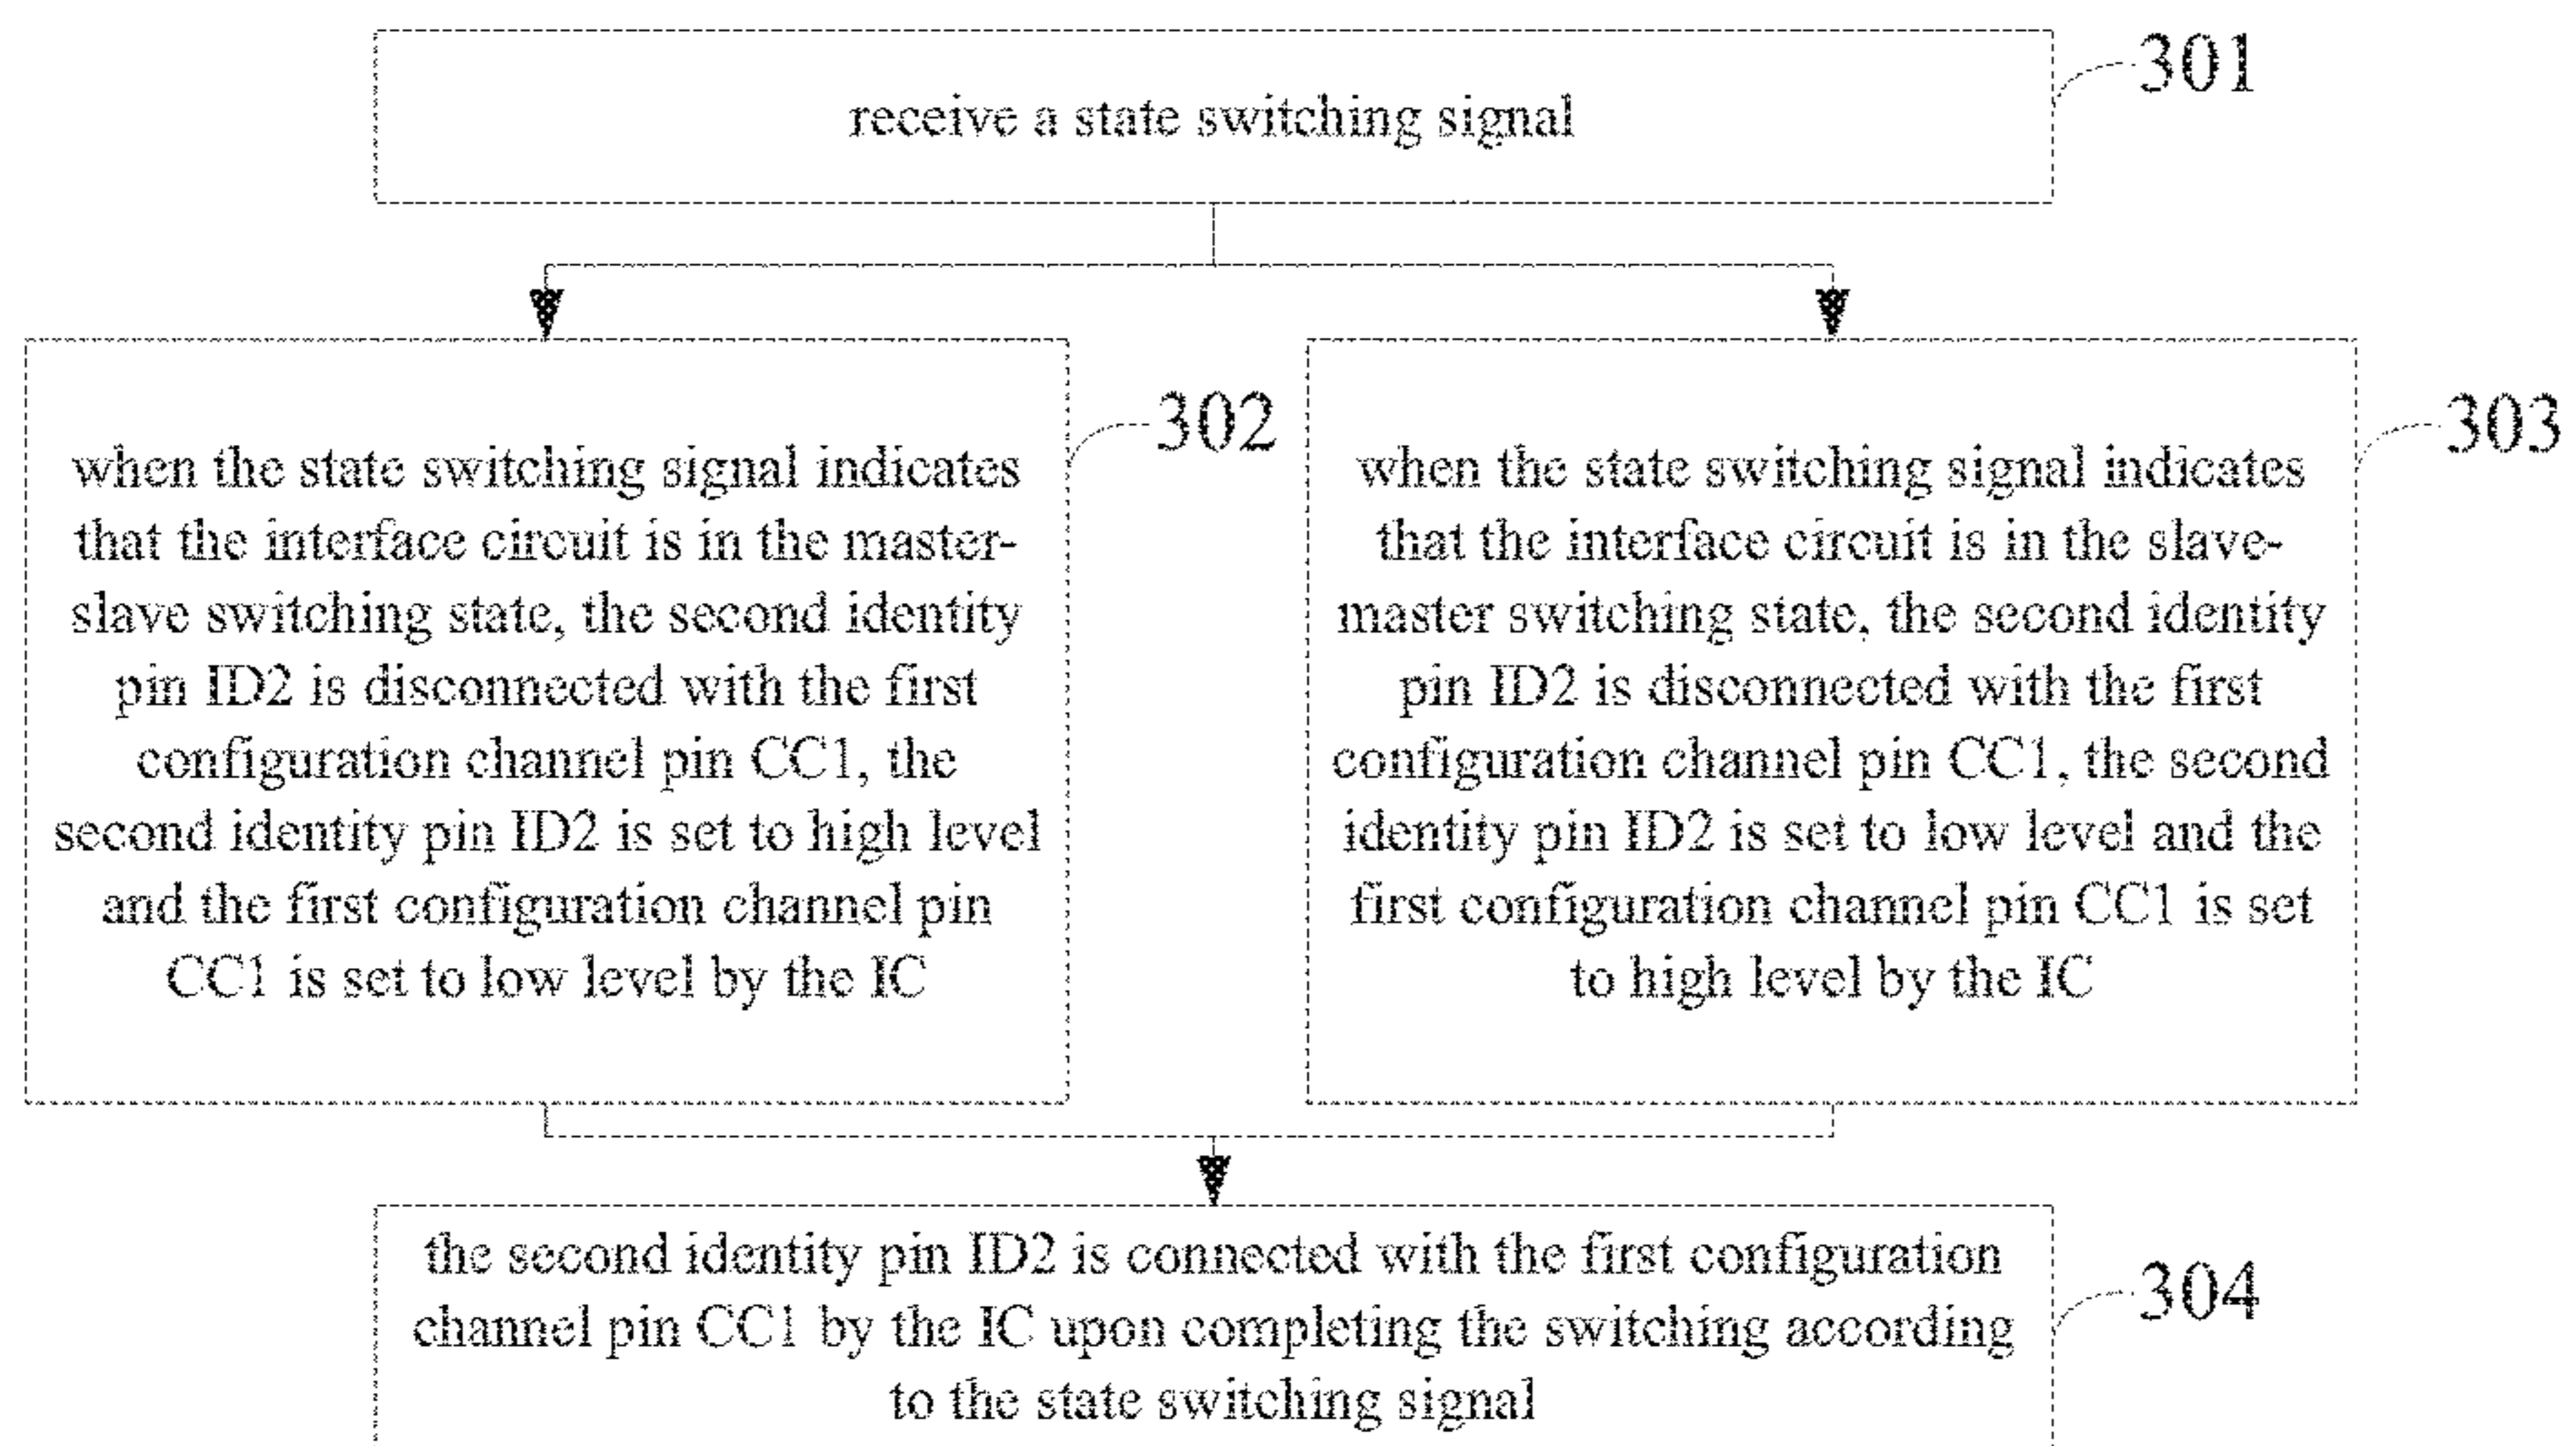 receive a state switching signal
301
when the state switching signal indicates
that the interface circuit is in the master-
slave switching state, the second identity
pin ID2 is disconnected with the first
configuration channel pin CC1, the
second identity pin ID2 is set to high level
and the first configuration channel pin
CC1 is set to low level by the IC
302
when the state switching signal indicates
that the interface circuit is in the slave-
master switching state, the second identity
pin ID2 is disconnected with the first
configuration channel pin CC1, the second
identity pin ID2 is set to low level and the
first configuration channel pin CC1 is set
to high level by the IC
303
the second identity pin ID2 is connected with the first configuration
channel pin CC1 by the IC upon completing the switching according
to the state switching signal
304